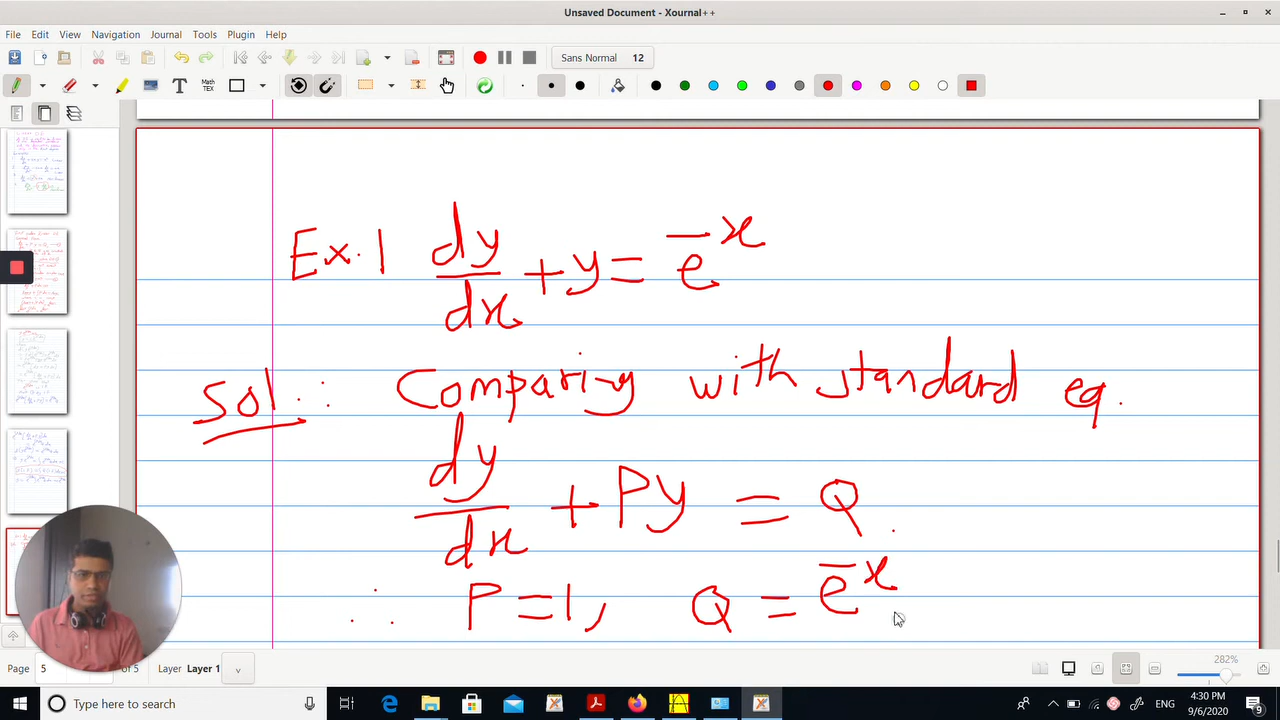 Unsaved Document - Xournal++
File Edit View Navigation Journal Tools Plugin Help
Sans Normal 12
Ex. 1 dy/dx + y = e^-x
Sol. : Comparing with standard eq.
dy/dx + Py = Q .
∴ P = 1, Q = e^-x
Page 5 of 5 Layer Layer 1 282%
Type here to search ENG 4:30 PM 9/6/2020